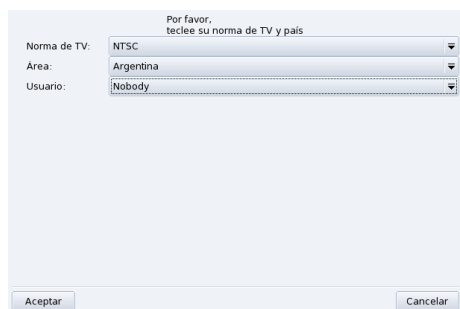 Por favor,
teclee su norma de TV y país
Norma de TV: NTSC
Área: Argentina
Usuario: Nobody
Aceptar Cancelar